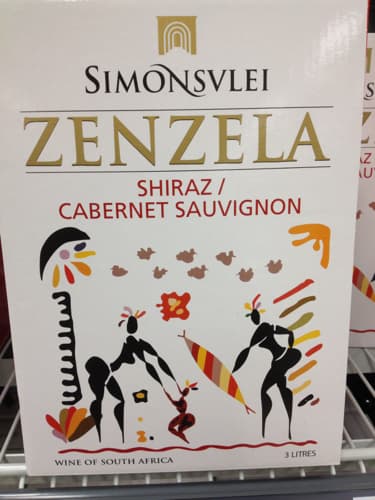 SIMONSVLEI
ZENZELA
SHIRAZ /
CABERNET SAUVIGNON
WINE OF SOUTH AFRICA
3 LITRES